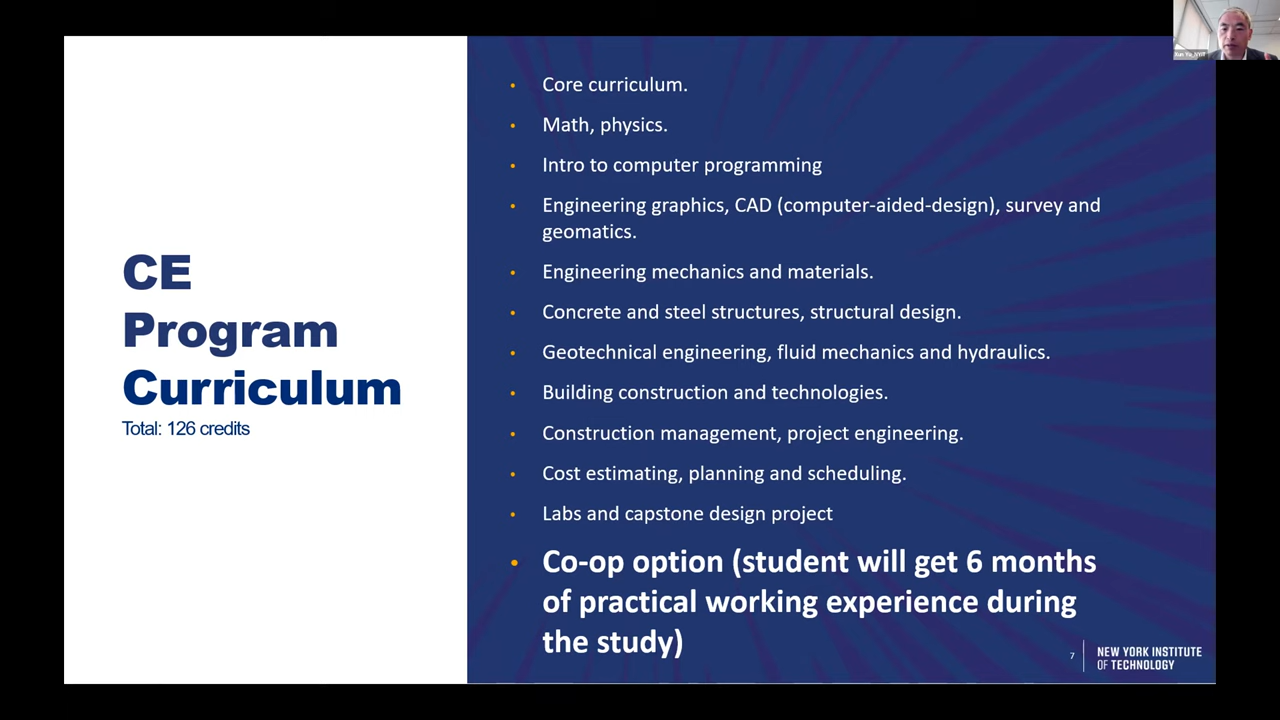 CE
Program
Curriculum
Total: 126 credits
• Core curriculum.
• Math, physics.
• Intro to computer programming
• Engineering graphics, CAD (computer-aided-design), survey and
geomatics.
• Engineering mechanics and materials.
• Concrete and steel structures, structural design.
• Geotechnical engineering, fluid mechanics and hydraulics.
• Building construction and technologies.
• Construction management, project engineering.
• Cost estimating, planning and scheduling.
• Labs and capstone design project
• Co-op option (student will get 6 months
of practical working experience during
the study)
7
NEW YORK INSTITUTE
OF TECHNOLOGY